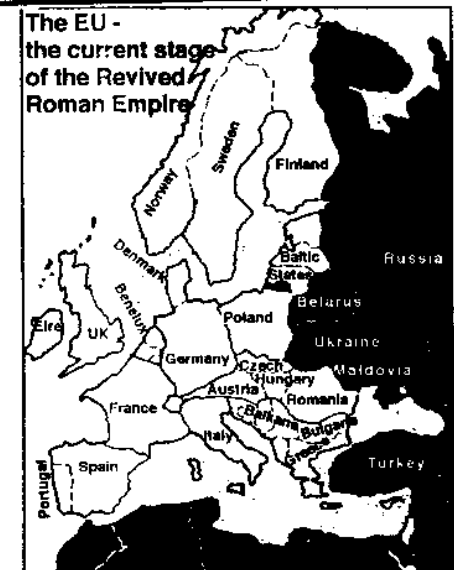 The EU -
the current stage
of the Revived
Roman Empire
Norway
Sweden
Finland
Baltic
States
Russia
Denmark
Belarus
Eire
UK
Benelux
Poland
Ukraine
Germany
Czech
Hungary
Maldovia
Austria
Romania
France
Balkans
Bulgaria
Italy
Greece
Portugal
Spain
Turkey